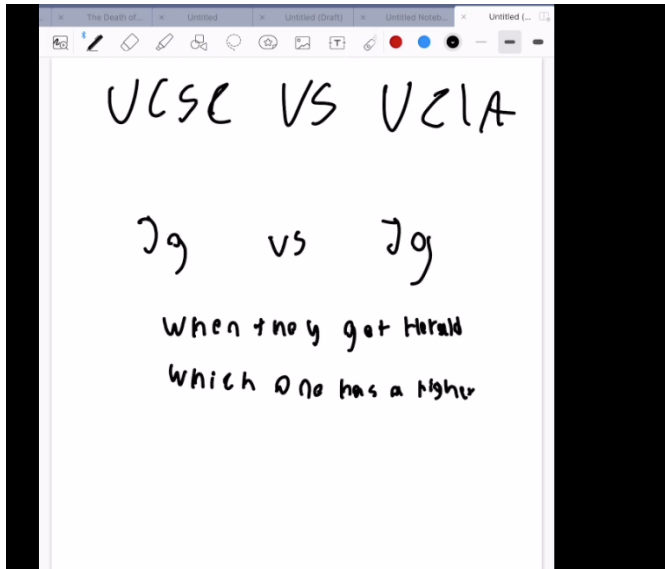 The Death of...
Untitled
Untitled (Draft)
Untitled Noteb...
Untitled (...
UCSC VS UCLA
Jg vs Jg
When they get Herald
Which one has a higher